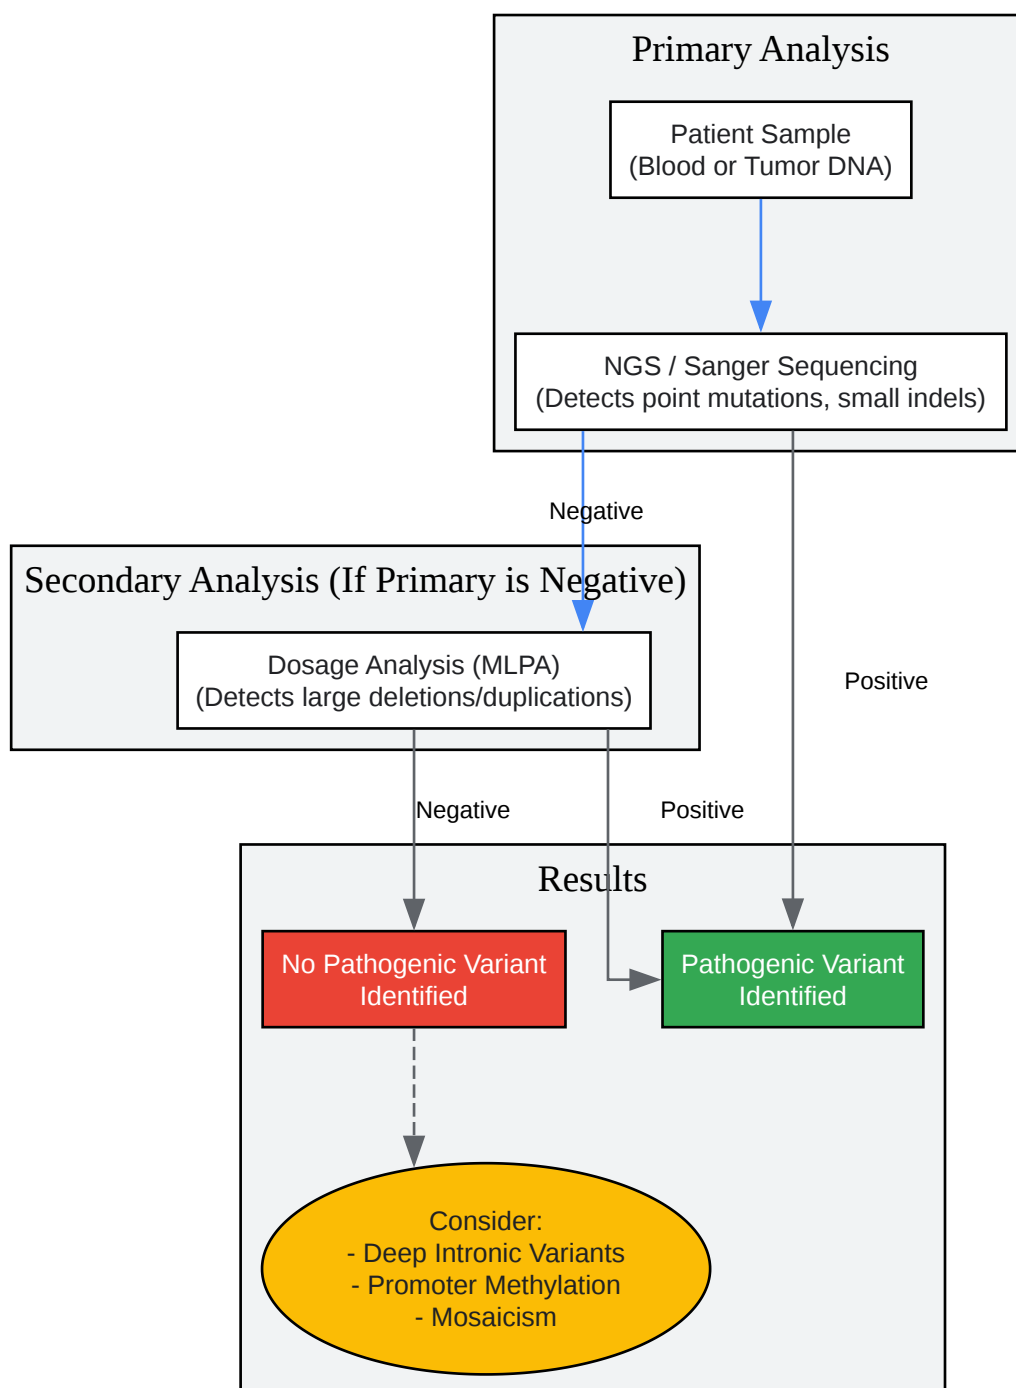 Primary Analysis
Patient Sample
(Blood or Tumor DNA)
NGS / Sanger Sequencing
(Detects point mutations, small indels)
Negative
Secondary Analysis (If Primary is Negative)
Dosage Analysis (MLPA)
(Detects large deletions/duplications)
Positive
Negative
Positive
Results
No Pathogenic Variant
Identified
Pathogenic Variant
Identified
Consider:
- Deep Intronic Variants
- Promoter Methylation
- Mosaicism